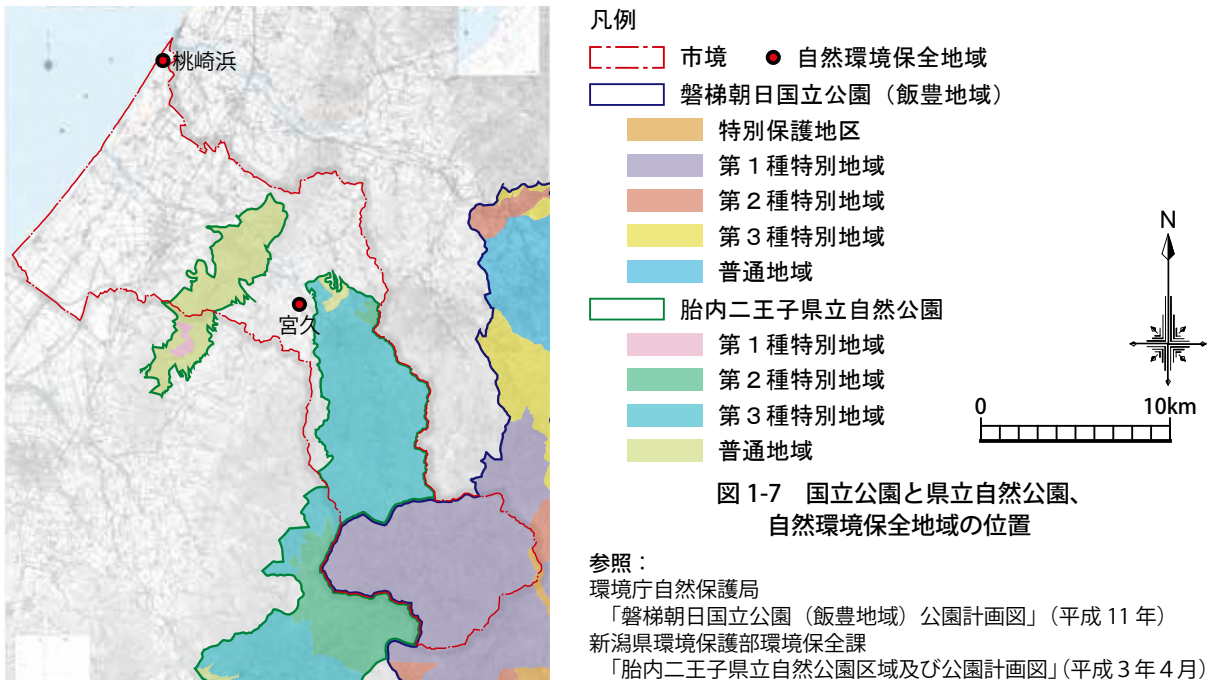 桃崎浜
宮久
凡例
市境 自然環境保全地域
磐梯朝日国立公園（飯豊地域）
特別保護地区
第１種特別地域
第２種特別地域
第３種特別地域
普通地域
胎内二王子県立自然公園
第１種特別地域
第２種特別地域
第３種特別地域
普通地域
N
0 10km
図 1-7 国立公園と県立自然公園、
自然環境保全地域の位置
参照：
環境庁自然保護局
「磐梯朝日国立公園（飯豊地域）公園計画図」（平成 11 年）
新潟県環境保護部環境保全課
「胎内二王子県立自然公園区域及び公園計画図」（平成３年４月）